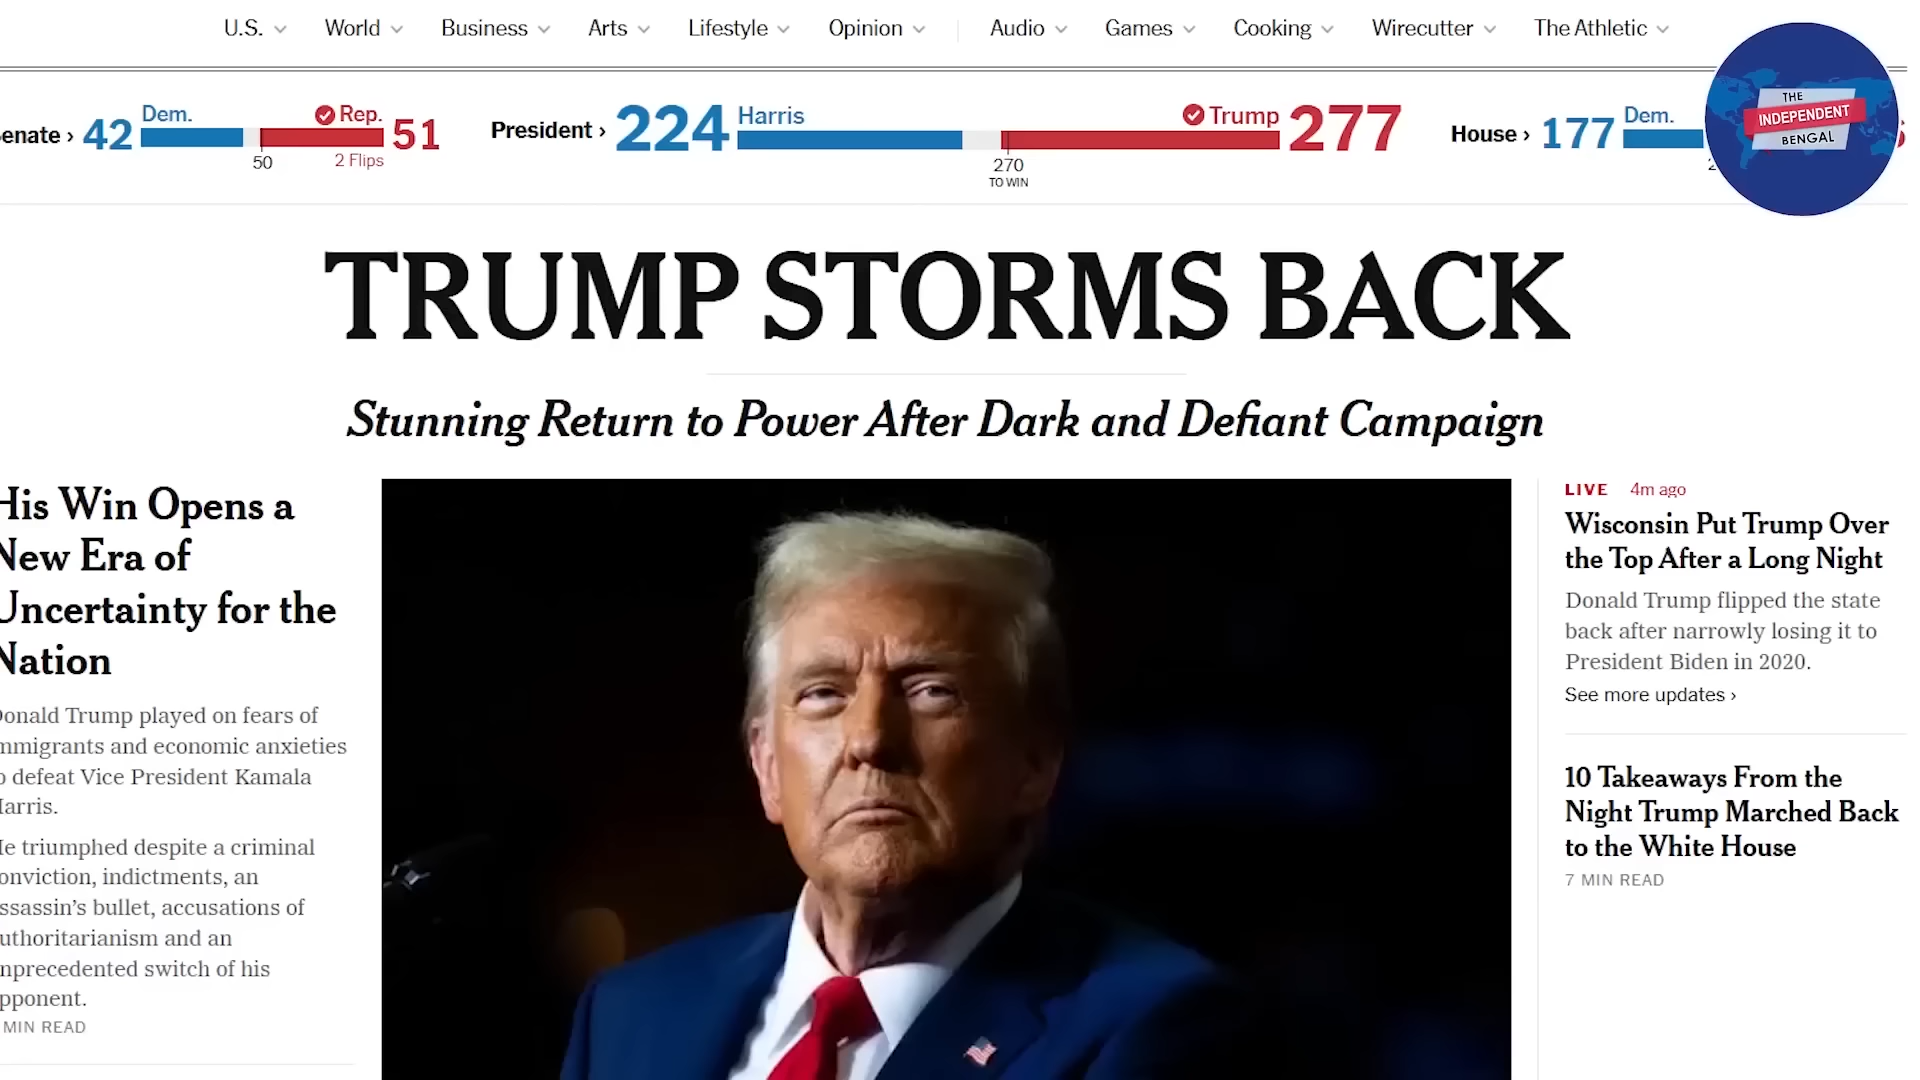 U.S.
World
Business
Arts
Lifestyle
Opinion
Audio
Games
Cooking
Wirecutter
The Athletic
enate ›
42
Dem.
Rep.
51
50
2 Flips
President ›
224
Harris
Trump
277
270
TO WIN
House ›
177
Dem.
THE
INDEPENDENT
BENGAL
TRUMP STORMS BACK
Stunning Return to Power After Dark and Defiant Campaign
His Win Opens a
New Era of
Uncertainty for the
Nation
Donald Trump played on fears of
mmigrants and economic anxieties
o defeat Vice President Kamala
Harris.
He triumphed despite a criminal
onviction, indictments, an
ssassin’s bullet, accusations of
uthoritarianism and an
nprecedented switch of his
pponent.
MIN READ
LIVE 4m ago
Wisconsin Put Trump Over
the Top After a Long Night
Donald Trump flipped the state
back after narrowly losing it to
President Biden in 2020.
See more updates ›
10 Takeaways From the
Night Trump Marched Back
to the White House
7 MIN READ